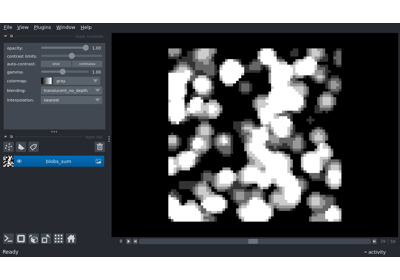 File View Plugins Window Help
opacity: 1.00
contrast limits:
auto-contrast: once continuous
gamma: 1.00
colormap: gray
blending: translucent_no_depth
interpolation: nearest
blobs_sum
Ready
activity